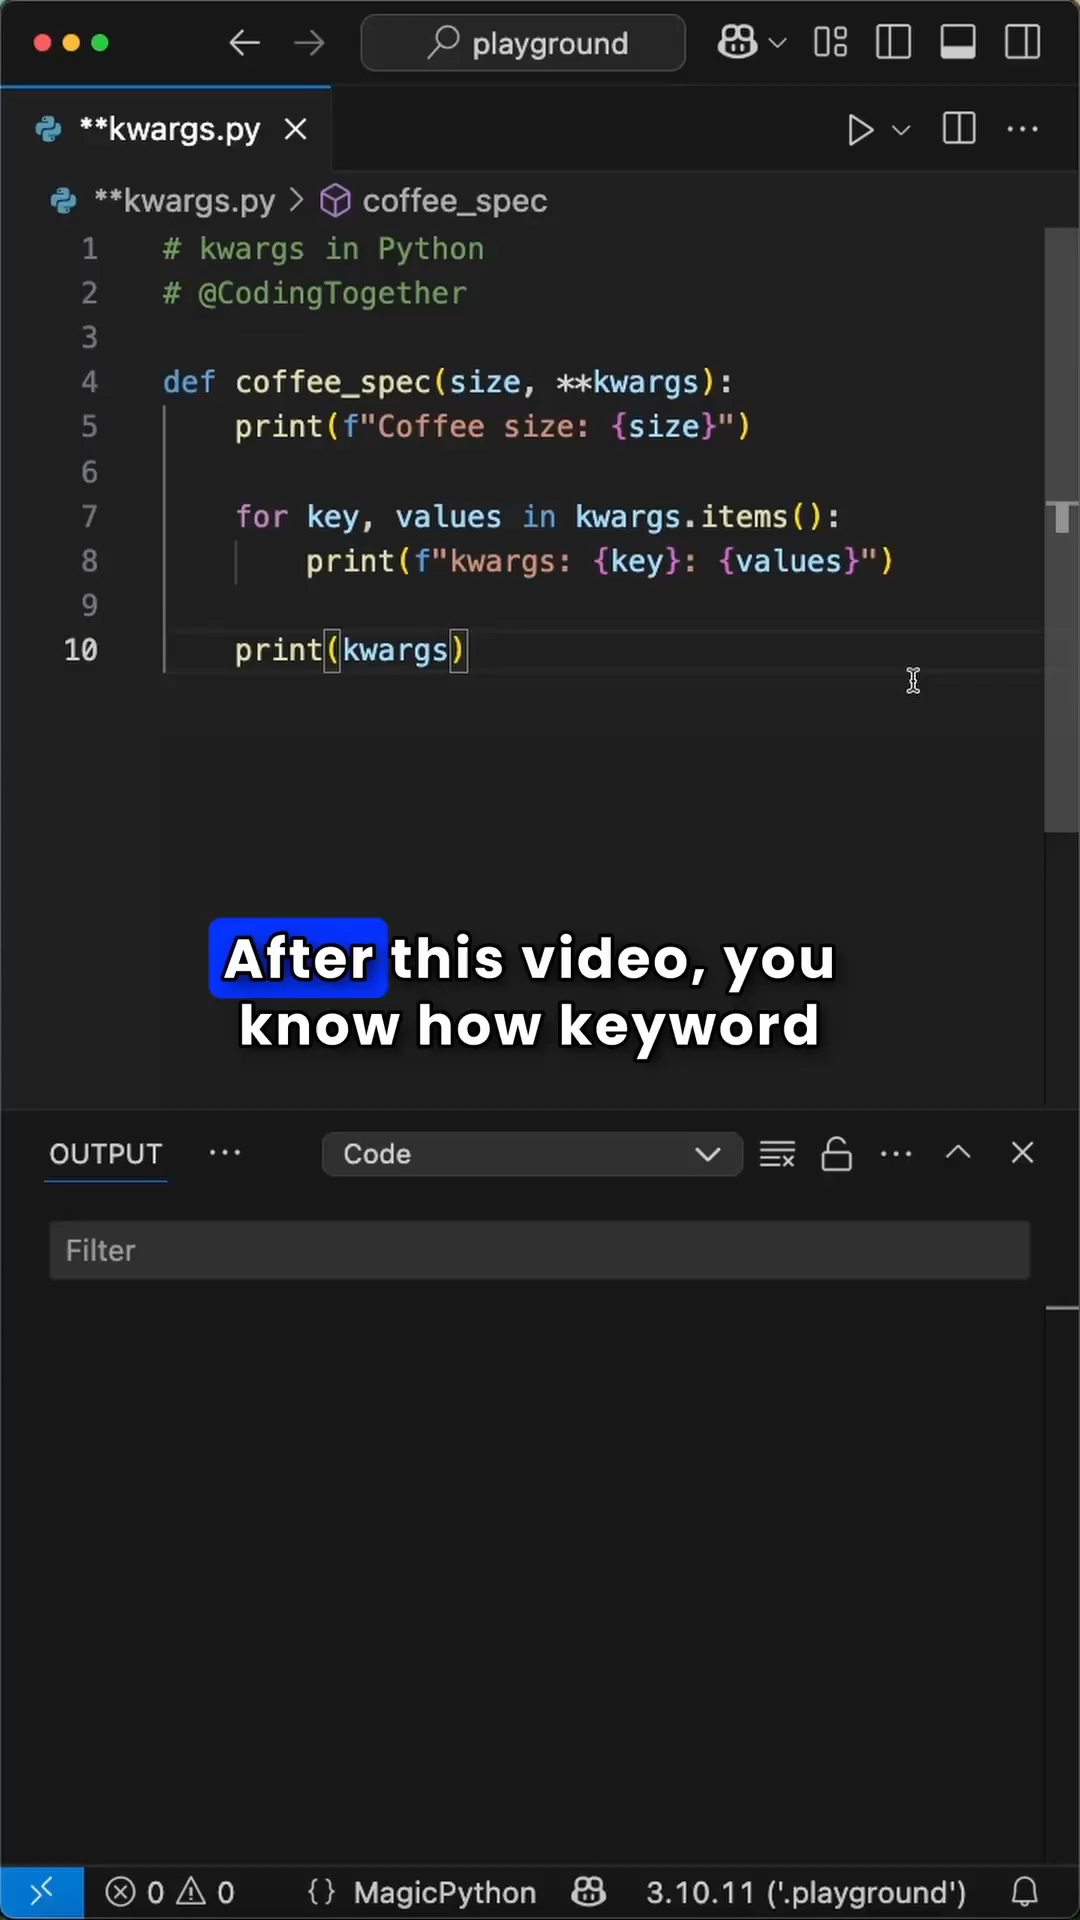 playground
**kwargs.py
**kwargs.py > coffee_spec
1 # kwargs in Python
2 # @CodingTogether
3
4 def coffee_spec(size, **kwargs):
5 print(f"Coffee size: {size}")
6
7 for key, values in kwargs.items():
8 print(f"kwargs: {key}: {values}")
9
10 print(kwargs)
After this video, you
know how keyword
OUTPUT ··· Code
Filter
0 0 {} MagicPython 3.10.11 ('.playground')